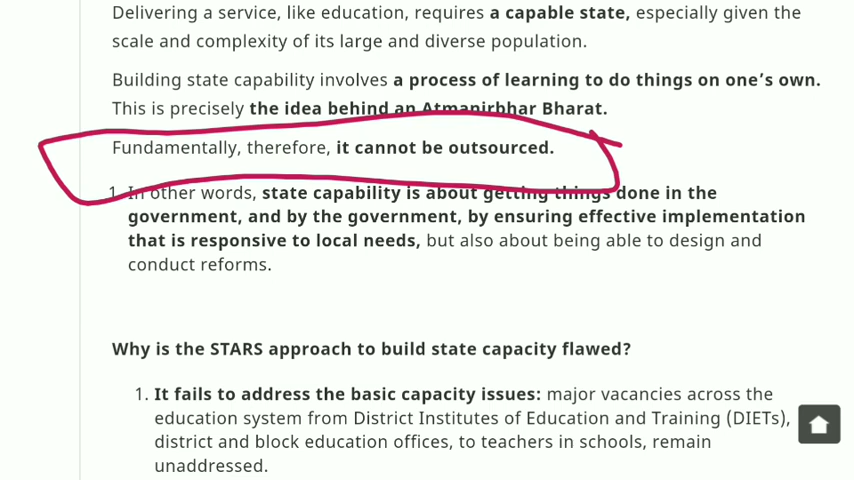 Delivering a service, like education, requires a capable state, especially given the
scale and complexity of its large and diverse population.
Building state capability involves a process of learning to do things on one’s own.
This is precisely the idea behind an Atmanirbhar Bharat.
Fundamentally, therefore, it cannot be outsourced.
1. In other words, state capability is about getting things done in the
government, and by the government, by ensuring effective implementation
that is responsive to local needs, but also about being able to design and
conduct reforms.
Why is the STARS approach to build state capacity flawed?
1. It fails to address the basic capacity issues: major vacancies across the
education system from District Institutes of Education and Training (DIETs),
district and block education offices, to teachers in schools, remain
unaddressed.